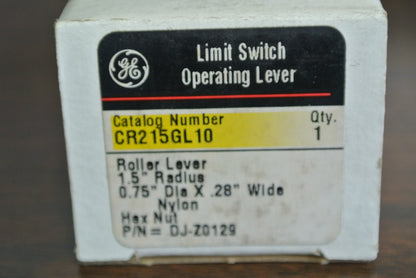 GE
Limit Switch
Operating Lever
Catalog Number Qty.
CR215GL10 1
Roller Lever
1.5" Radius
0.75" Dia X .28" Wide
Nylon
Hex Nut
P/N= DJ-Z0129